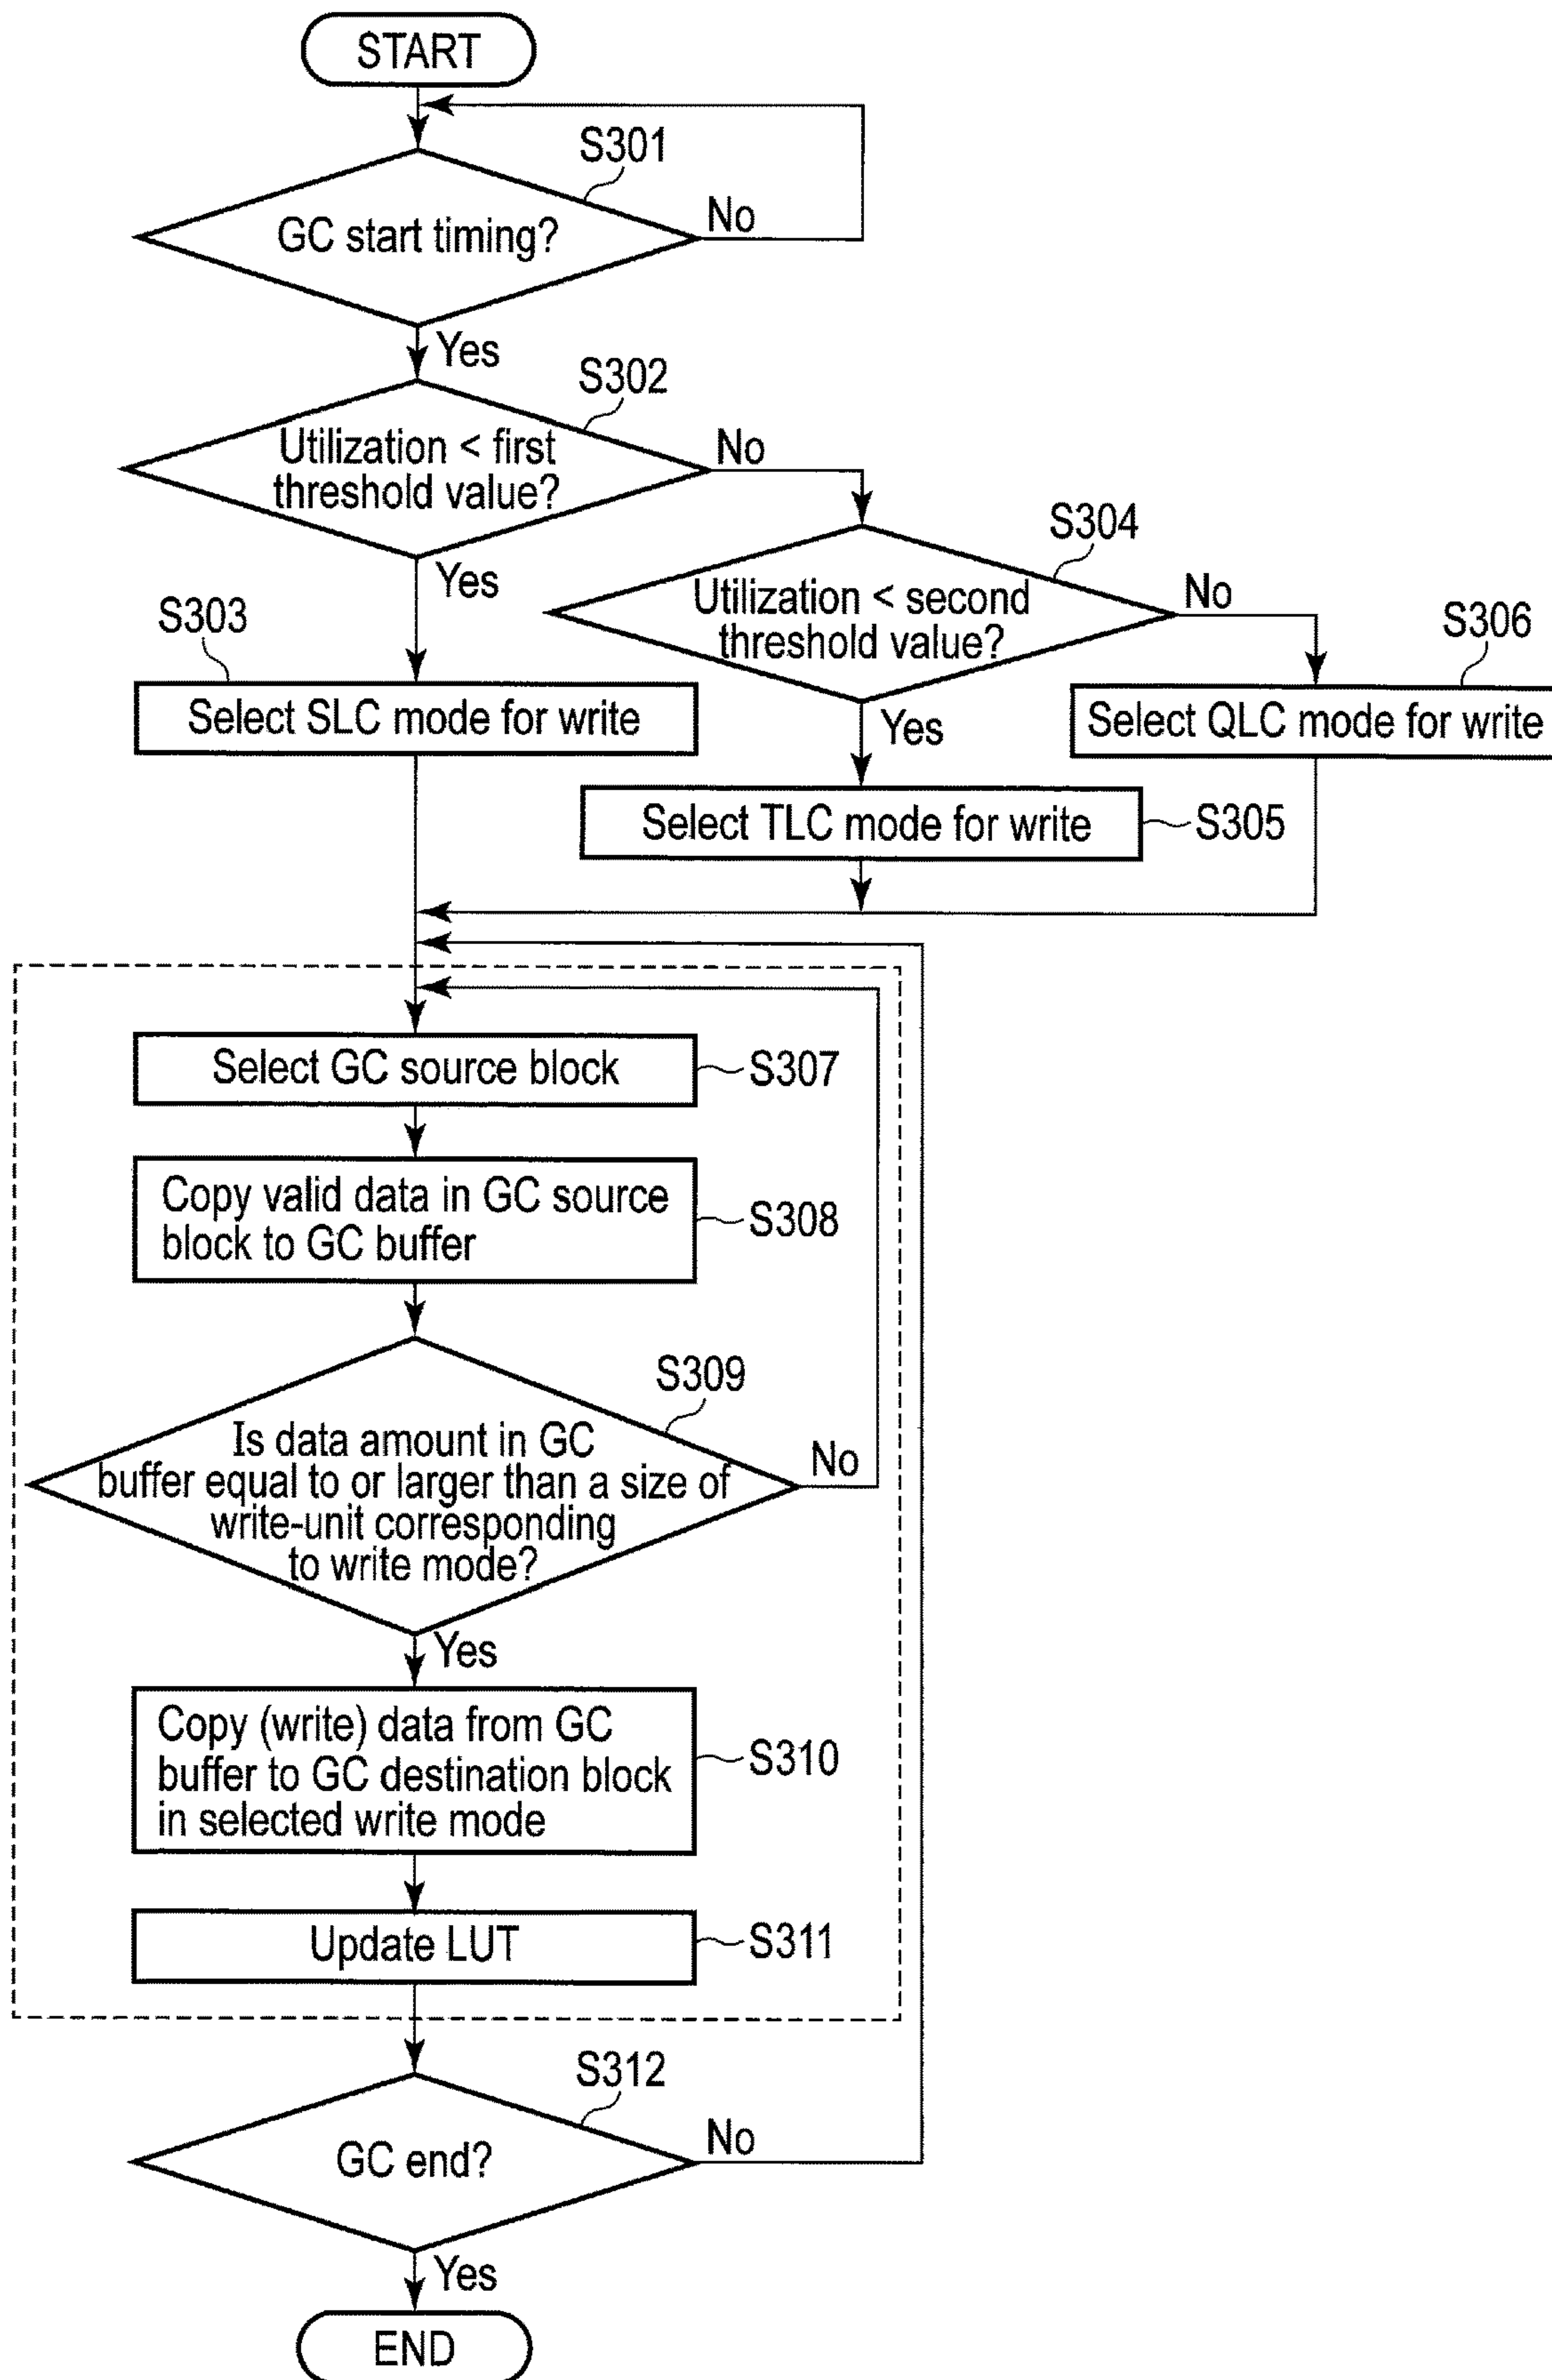 START
S301
GC start timing?
No
Yes
S302
Utilization < first
threshold value?
No
Yes
S304
Utilization < second
threshold value?
No
Yes
S303
Select SLC mode for write
S306
Select QLC mode for write
Select TLC mode for write
S305
Select GC source block
S307
Copy valid data in GC source
block to GC buffer
S308
S309
Is data amount in GC
buffer equal to or larger than a size of
write-unit corresponding
to write mode?
No
Yes
Copy (write) data from GC
buffer to GC destination block
in selected write mode
S310
Update LUT
S311
S312
GC end?
No
Yes
END